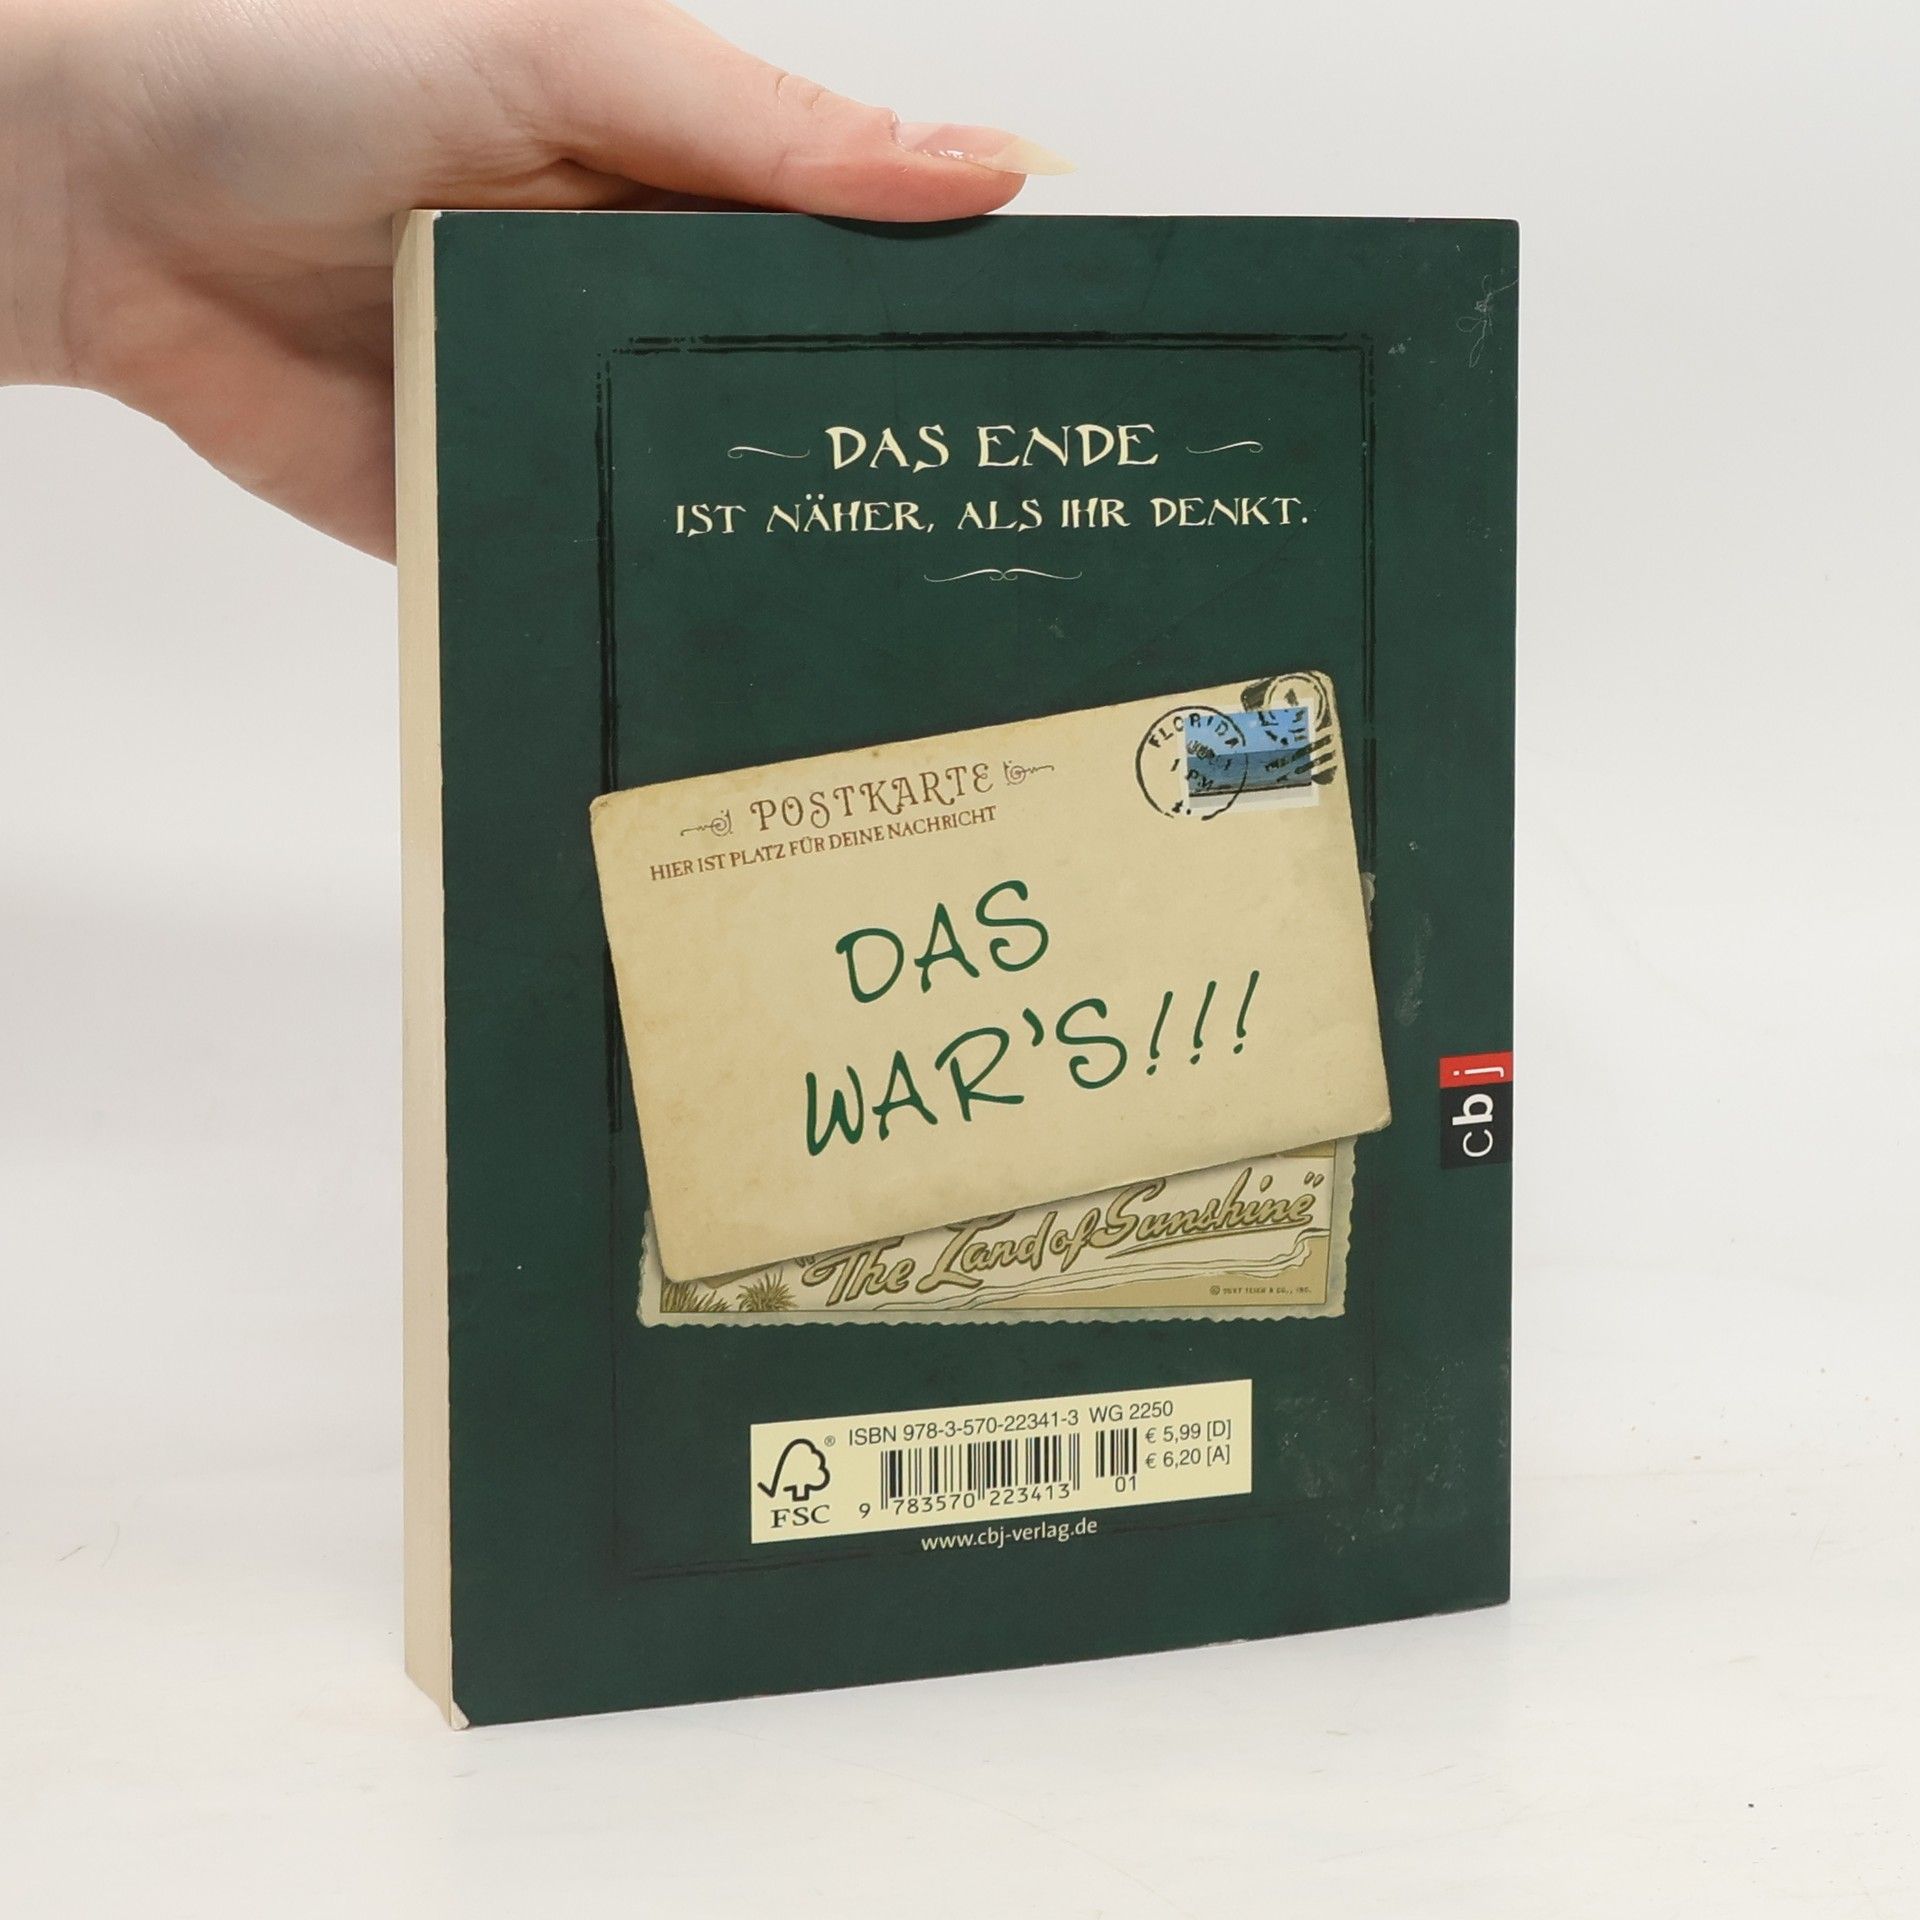 DAS ENDE
IST NÄHER, ALS IHR DENKT.
POSTKARTE
HIER IST PLATZ FÜR DEINE NACHRICHT
FLORIDA
1 PM
DAS
WAR'S!!!
"The Land of Sunshine"
cbj
ISBN 978-3-570-22341-3 WG 2250
€ 5,99 [D]
€ 6,20 [A]
®
FSC
9 783570 223413
01
www.cbj-verlag.de